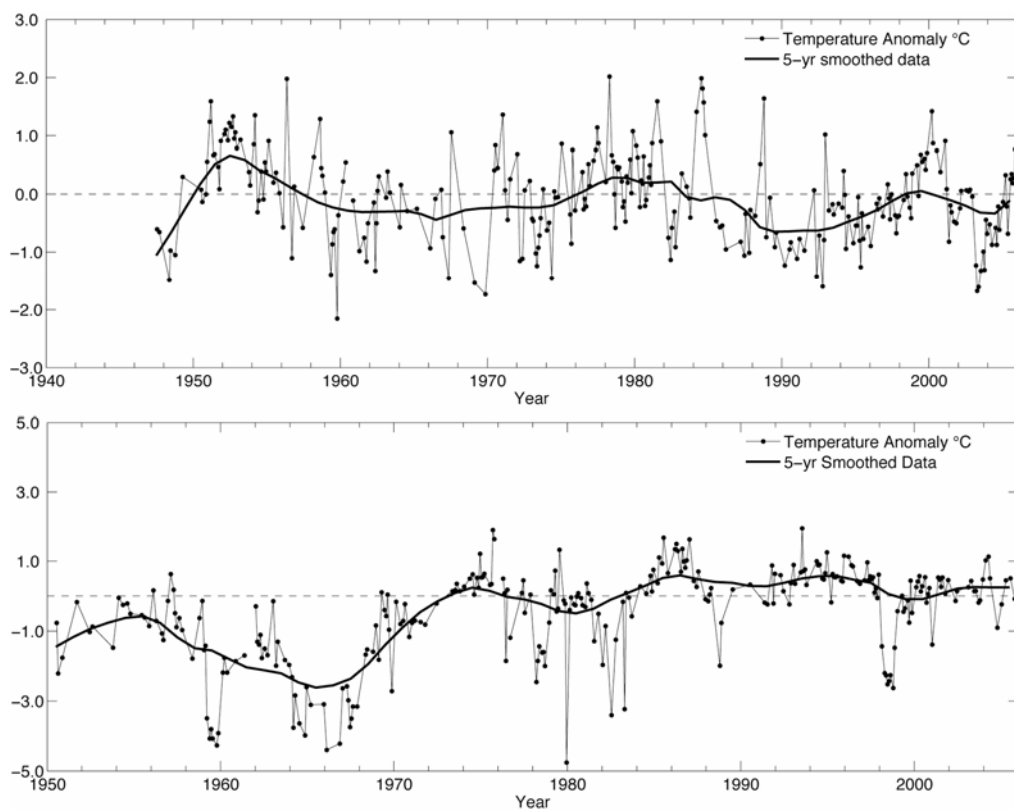 3.0
Temperature Anomaly °C
5-yr smoothed data
2.0
1.0
0.0
-1.0
-2.0
-3.0
1940 1950 1960 1970 1980 1990 2000
Year
5.0
Temperature Anomaly °C
5-yr Smoothed Data
3.0
1.0
-1.0
-3.0
-5.0
1950 1960 1970 1980 1990 2000
Year